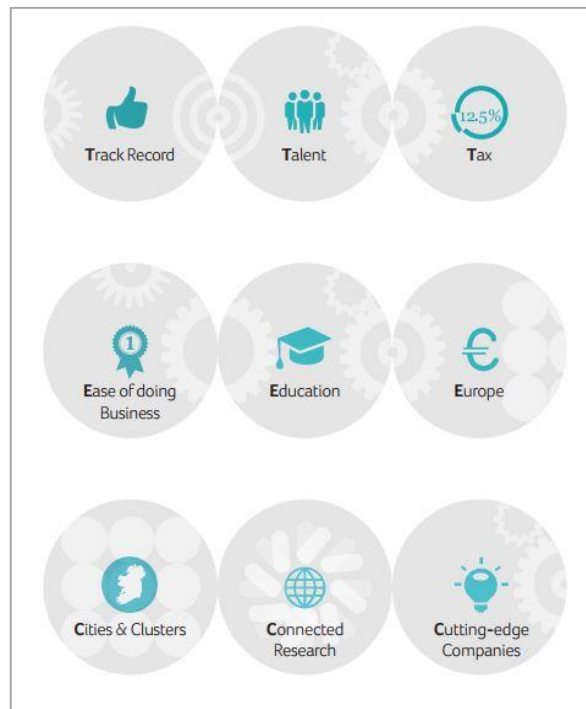 12.5%
Track Record
Talent
Tax
1
Ease of doing
Business
Education
Europe
Cities & Clusters
Connected
Research
Cutting-edge
Companies